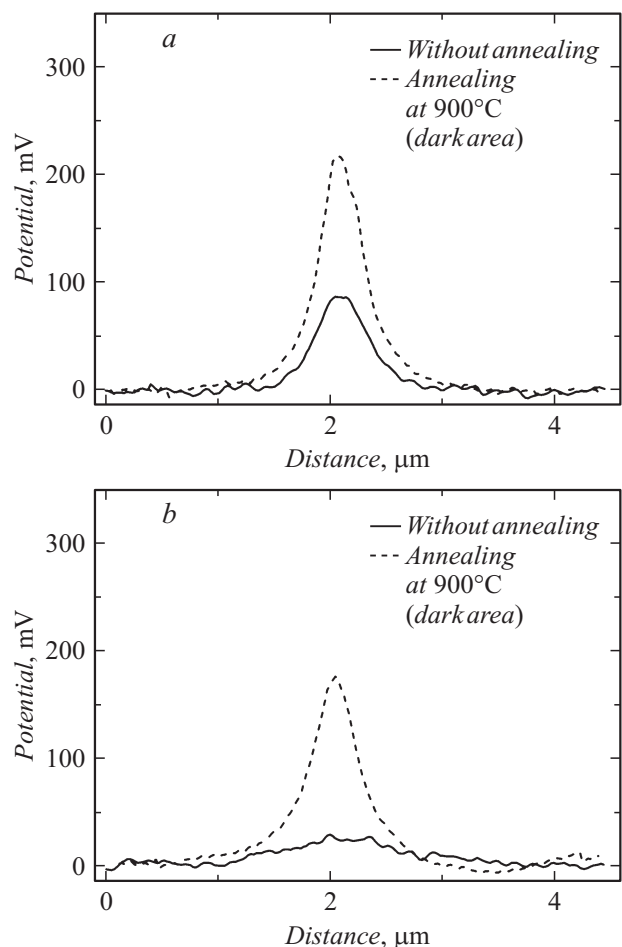 a
Without annealing
Annealing
at 900°C
(dark area)
300
200
100
0
Potential, mV
0
2
4
Distance, μm
b
Without annealing
Annealing
at 900°C
(dark area)
300
200
100
0
Potential, mV
0
2
4
Distance, μm